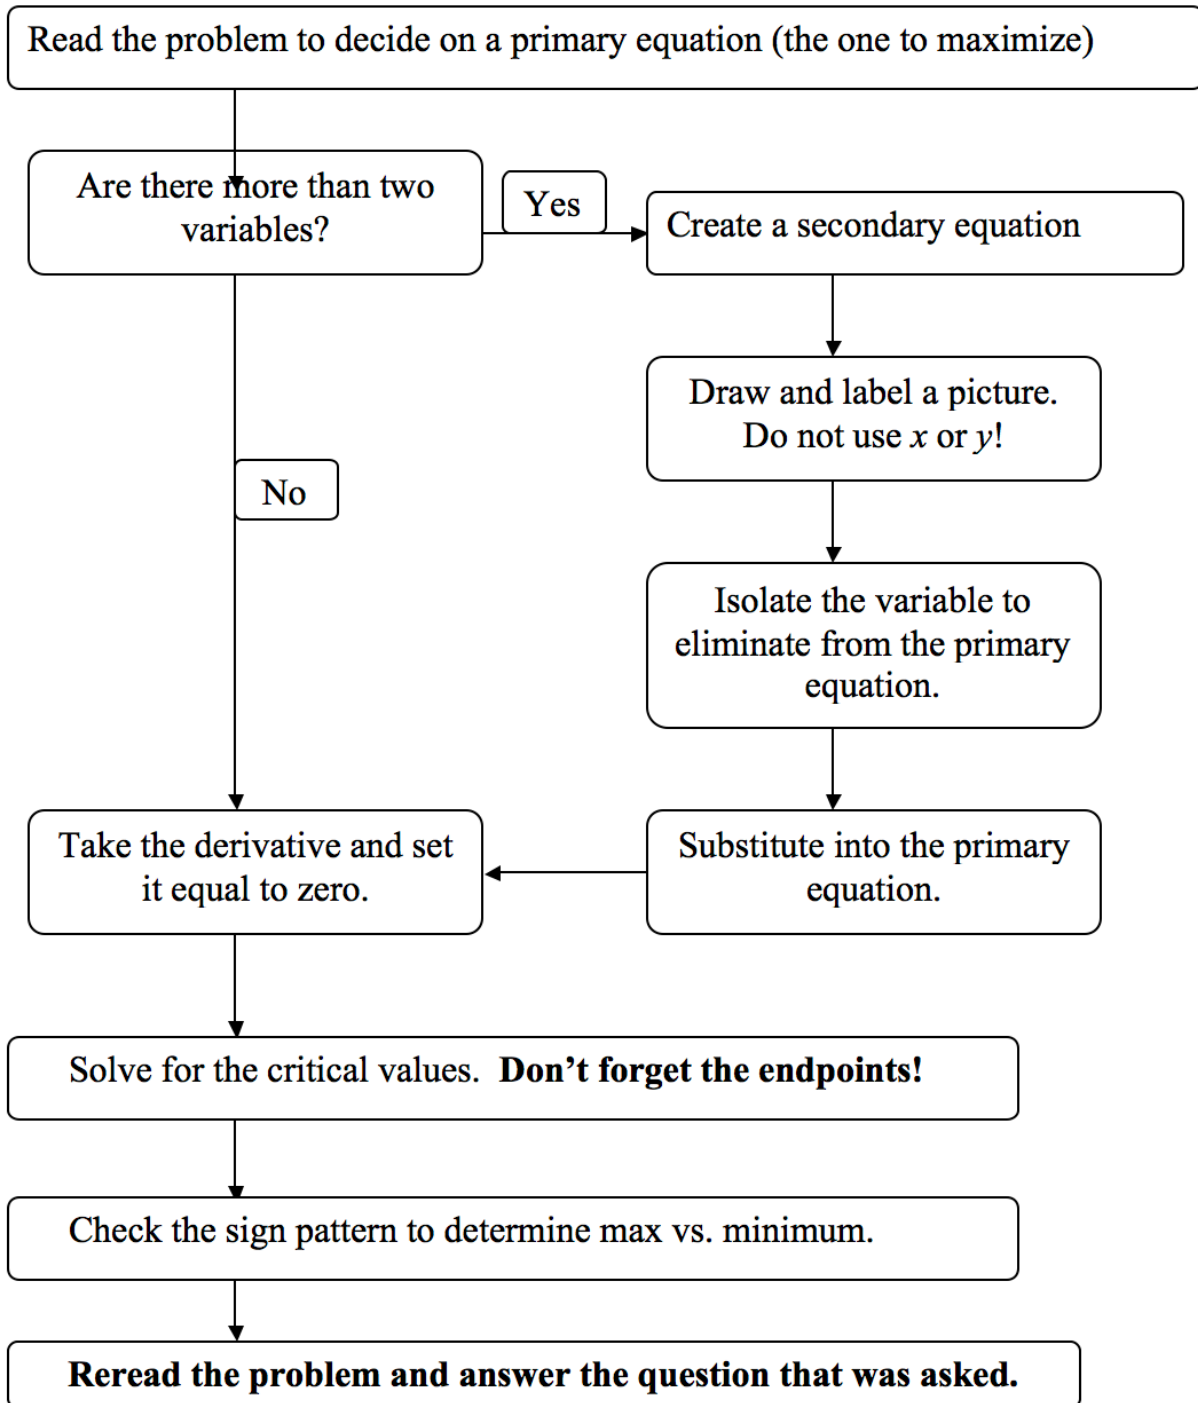 Read the problem to decide on a primary equation (the one to maximize)
Are there more than two
variables?
Yes
Create a secondary equation
Draw and label a picture.
Do not use x or y!
No
Isolate the variable to
eliminate from the primary
equation.
Take the derivative and set
it equal to zero.
Substitute into the primary
equation.
Solve for the critical values.  Don’t forget the endpoints!
Check the sign pattern to determine max vs. minimum.
Reread the problem and answer the question that was asked.